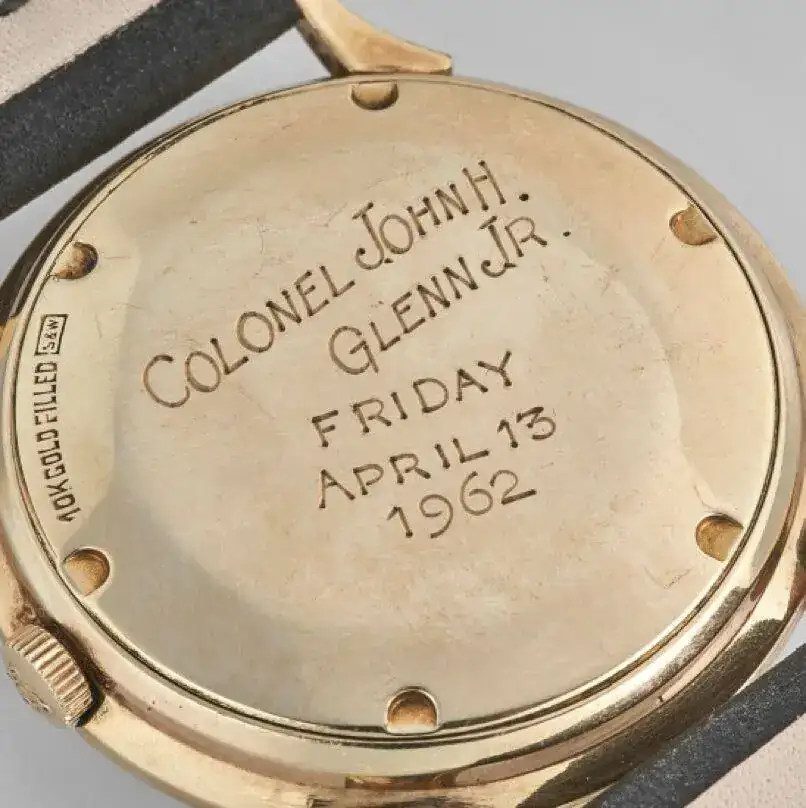 COLONEL JOHN H.
GLENN JR.
FRIDAY
APRIL 13
1962
10K GOLD FILLED S&W